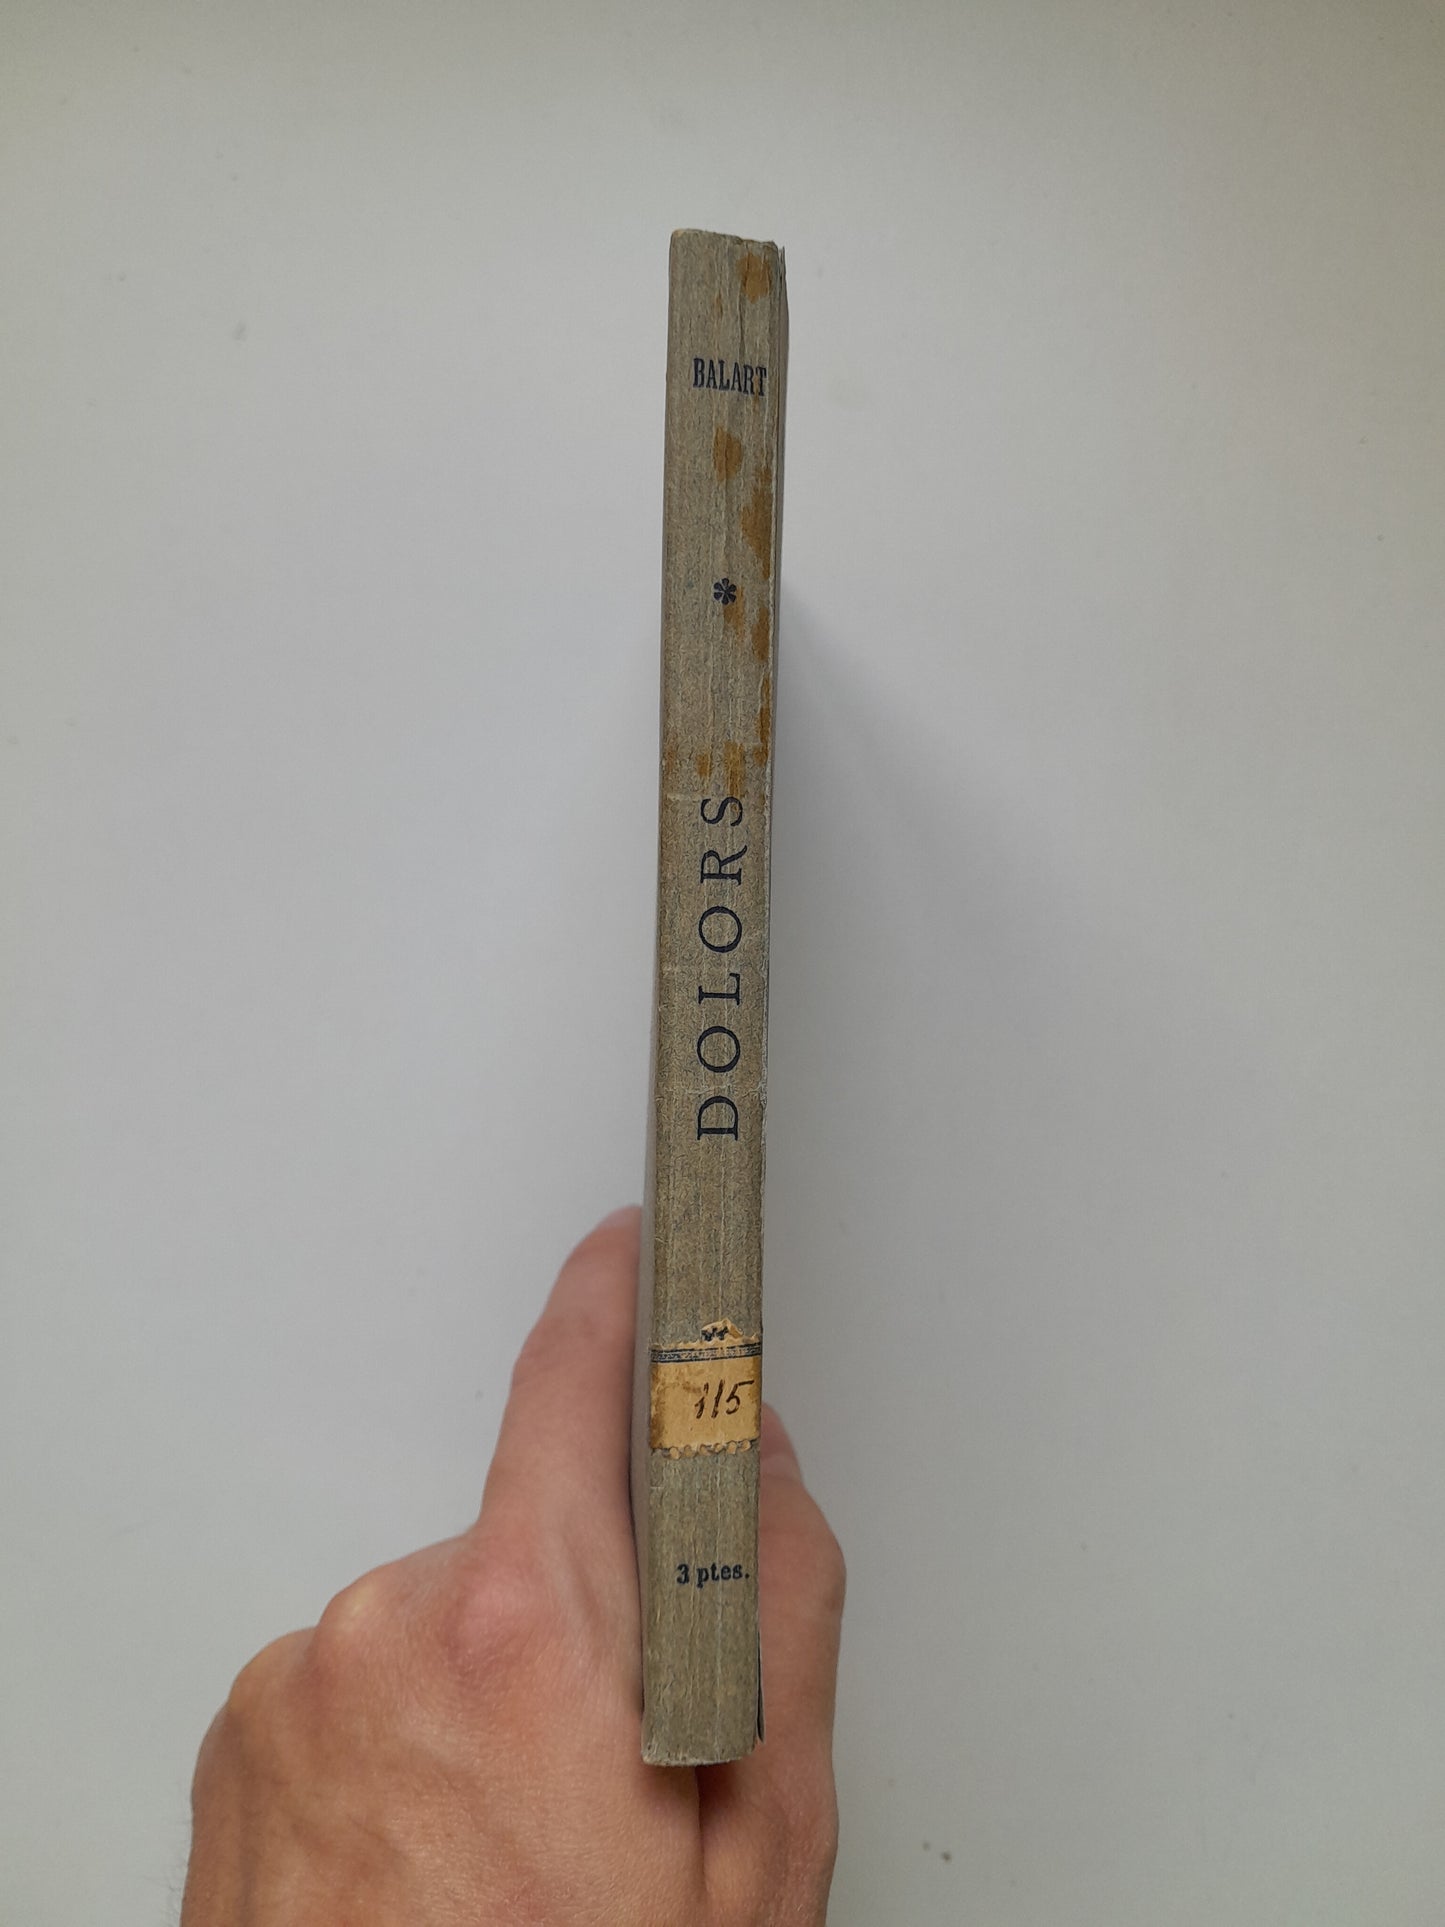 BALART
*
DOLORS
115
3 ptes.